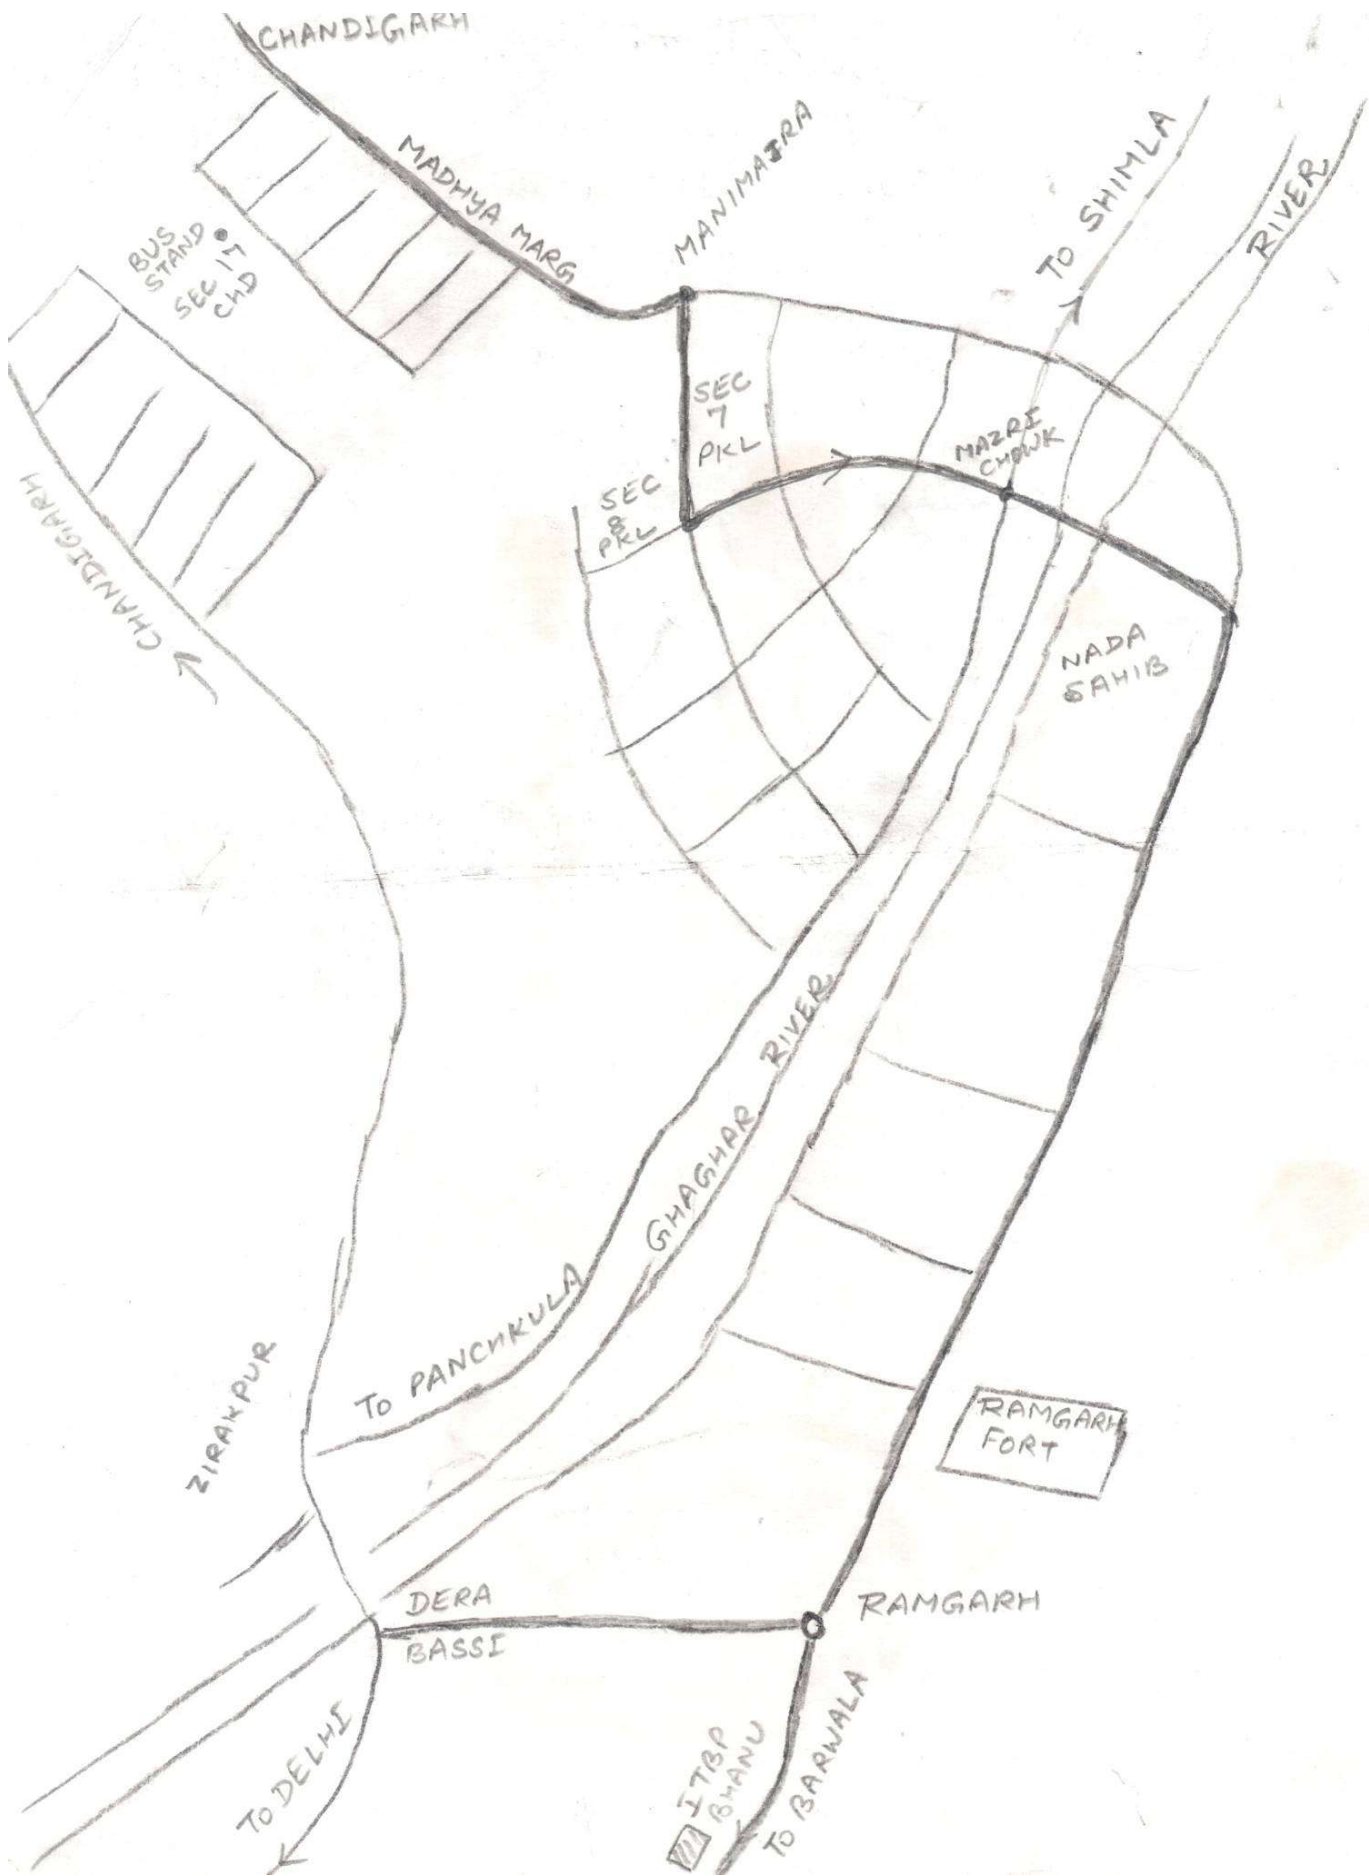 CHANDIGARH
MADHYA MARG
MANIMAJRA
TO SHIMLA
RIVER
BUS
STAND
SEC 17
CHD
SEC
7
PKL
MAZRI
CHOWK
SEC
8
PKL
CHANDIGARH
NADA
SAHIB
GHAGHAR RIVER
TO PANCHKULA
ZIRAKPUR
RAMGARH
FORT
DERA
BASSI
RAMGARH
TO DELHI
ITBP
BHANU
TO BARWALA